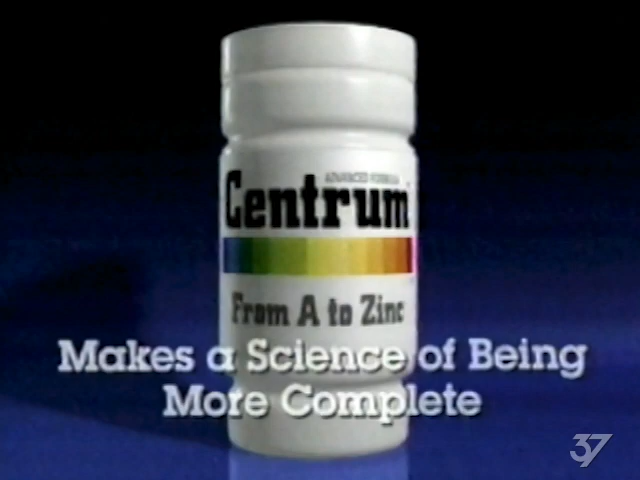 ADVANCED FORMULA
Centrum
From A to Zinc
Makes a Science of Being
More Complete
37